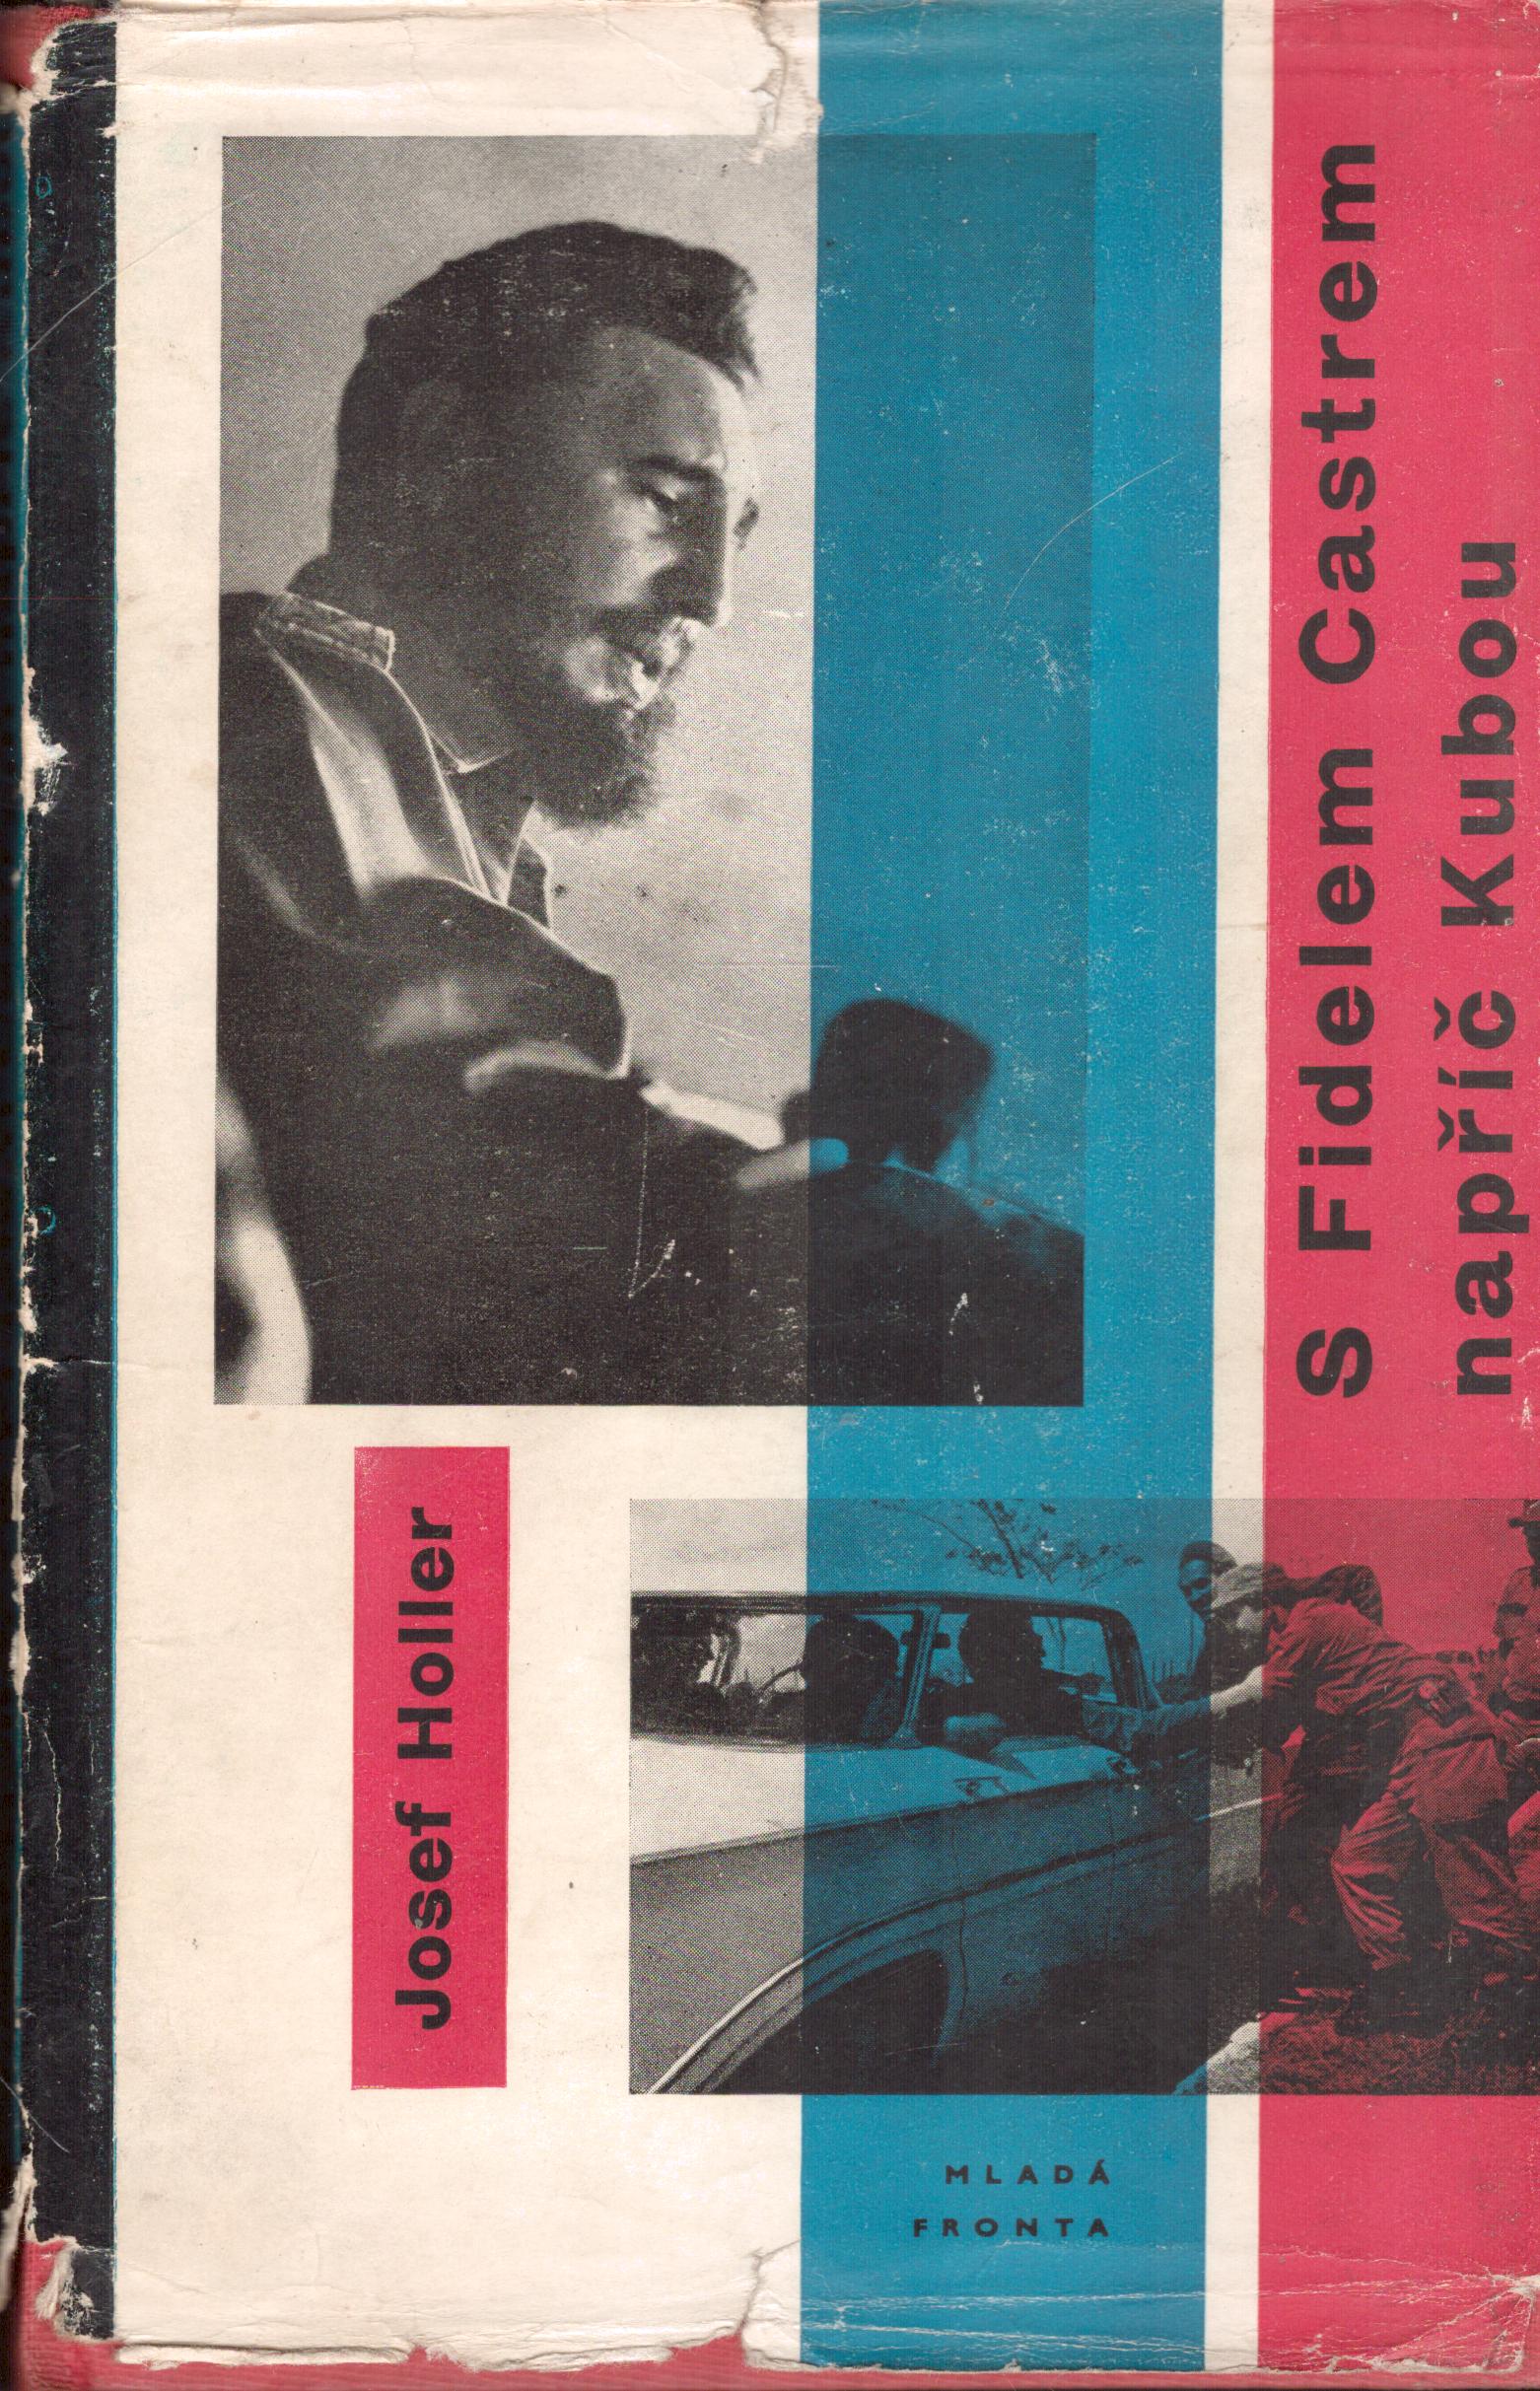 Josef Holler
S Fidelem Castrem
napříč Kubou
MLADÁ
FRONTA